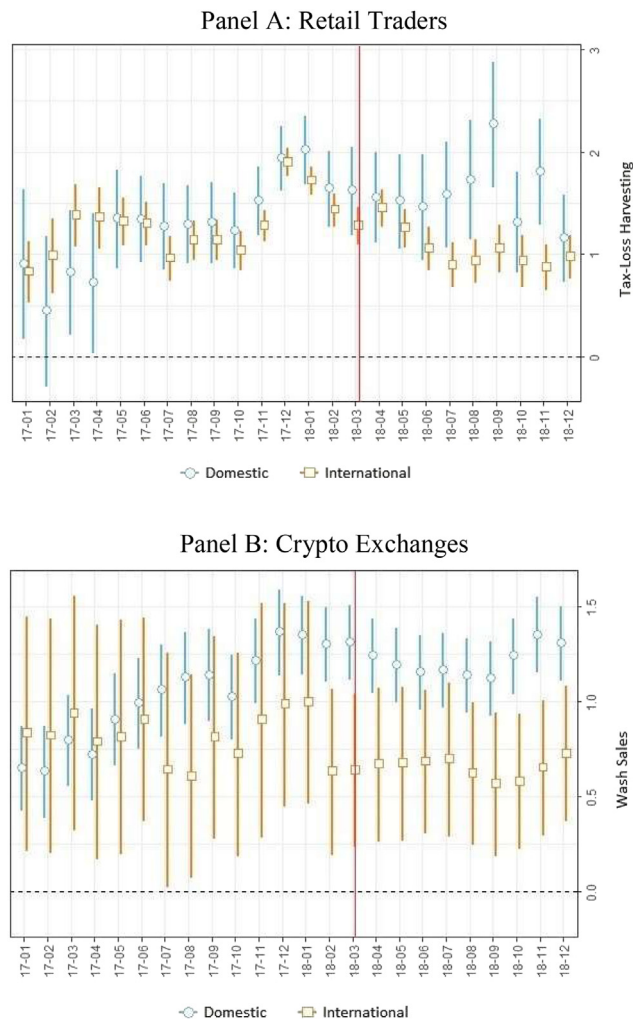 Panel A: Retail Traders
3
2
1
0
Tax-Loss Harvesting
17-01 17-02 17-03 17-04 17-05 17-06 17-07 17-08 17-09 17-10 17-11 17-12 18-01 18-02 18-03 18-04 18-05 18-06 18-07 18-08 18-09 18-10 18-11 18-12
Domestic International
Panel B: Crypto Exchanges
1.5
1.0
0.5
0.0
Wash Sales
17-01 17-02 17-03 17-04 17-05 17-06 17-07 17-08 17-09 17-10 17-11 17-12 18-01 18-02 18-03 18-04 18-05 18-06 18-07 18-08 18-09 18-10 18-11 18-12
Domestic International